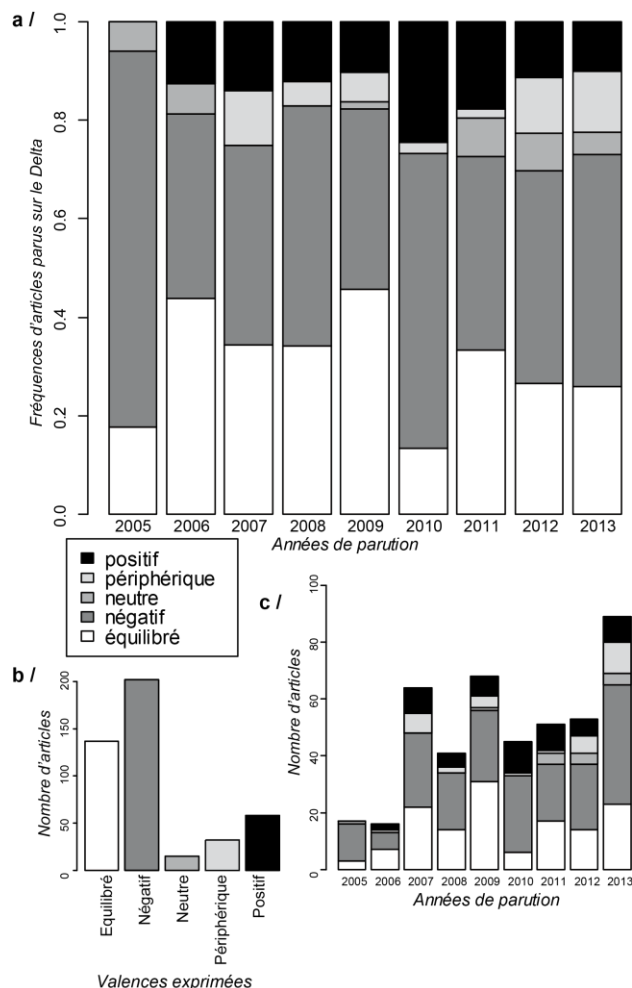 a /
Fréquences d'articles parus sur le Delta
1.0
0.8
0.6
0.4
0.2
0.0
2005 2006 2007 2008 2009 2010 2011 2012 2013
Années de parution
positif
périphérique
neutre
négatif
équilibré
b /
Nombre d'articles
200
150
100
50
0
Equilibré
Négatif
Neutre
Périphérique
Positif
Valences exprimées
c /
Nombre d'articles
100
80
60
40
20
0
2005 2006 2007 2008 2009 2010 2011 2012 2013
Années de parution